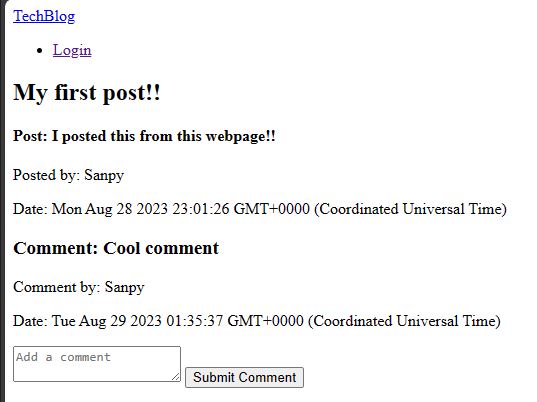 TechBlog
Login
My first post!!
Post: I posted this from this webpage!!
Posted by: Sanpy
Date: Mon Aug 28 2023 23:01:26 GMT+0000 (Coordinated Universal Time)
Comment: Cool comment
Comment by: Sanpy
Date: Tue Aug 29 2023 01:35:37 GMT+0000 (Coordinated Universal Time)
Add a comment Submit Comment